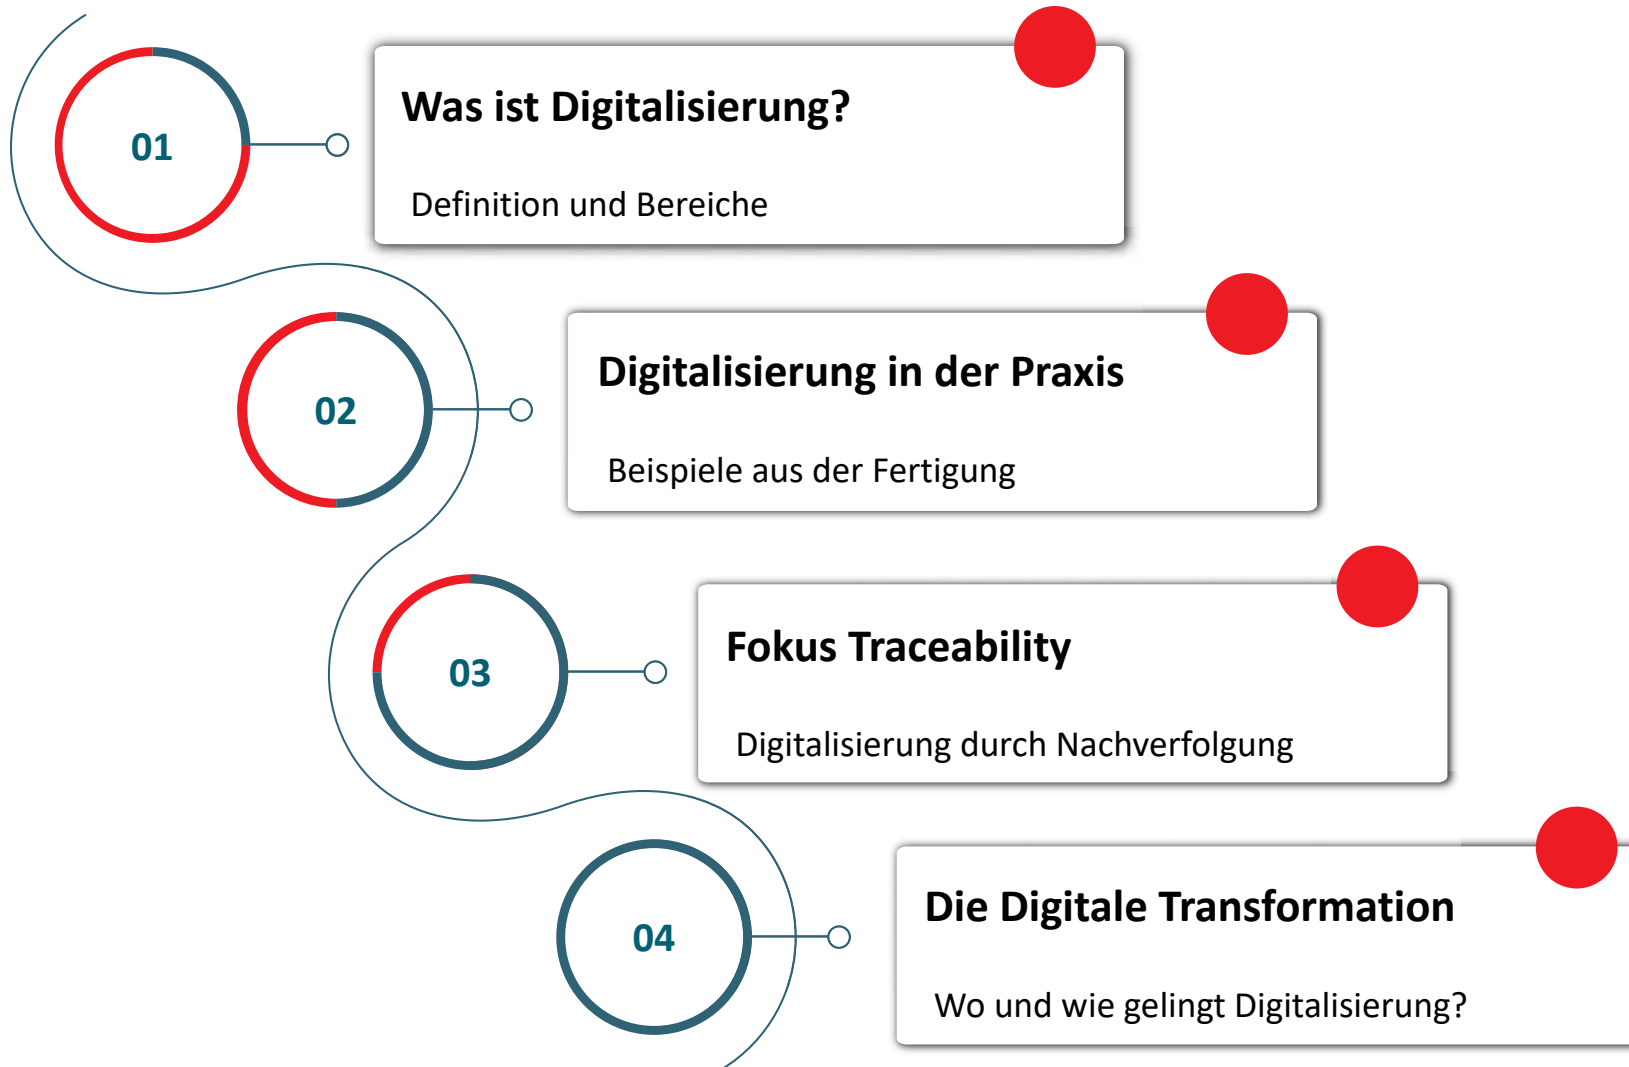 01
Was ist Digitalisierung?
Definition und Bereiche
02
Digitalisierung in der Praxis
Beispiele aus der Fertigung
03
Fokus Traceability
Digitalisierung durch Nachverfolgung
04
Die Digitale Transformation
Wo und wie gelingt Digitalisierung?